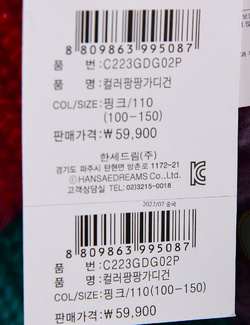 8 809863 995087
품 번: C223GDG02P
품 명: 컬러팡팡가디건
COL/SIZE: 핑크/110
(100-150)
판매가격: ₩59,900
한세드림(주)
경기도 파주시 탄현면 방촌로 1172-21
ⓒHANSAEDREAMS Co.,Ltd
고객상담실 TEL: 02)3215-0018
2022/07 중국
8 809863 995087
품 번: C223GDG02P
품 명: 컬러팡팡가디건
COL/SIZE: 핑크/110(100-150)
판매가격: ₩59,900